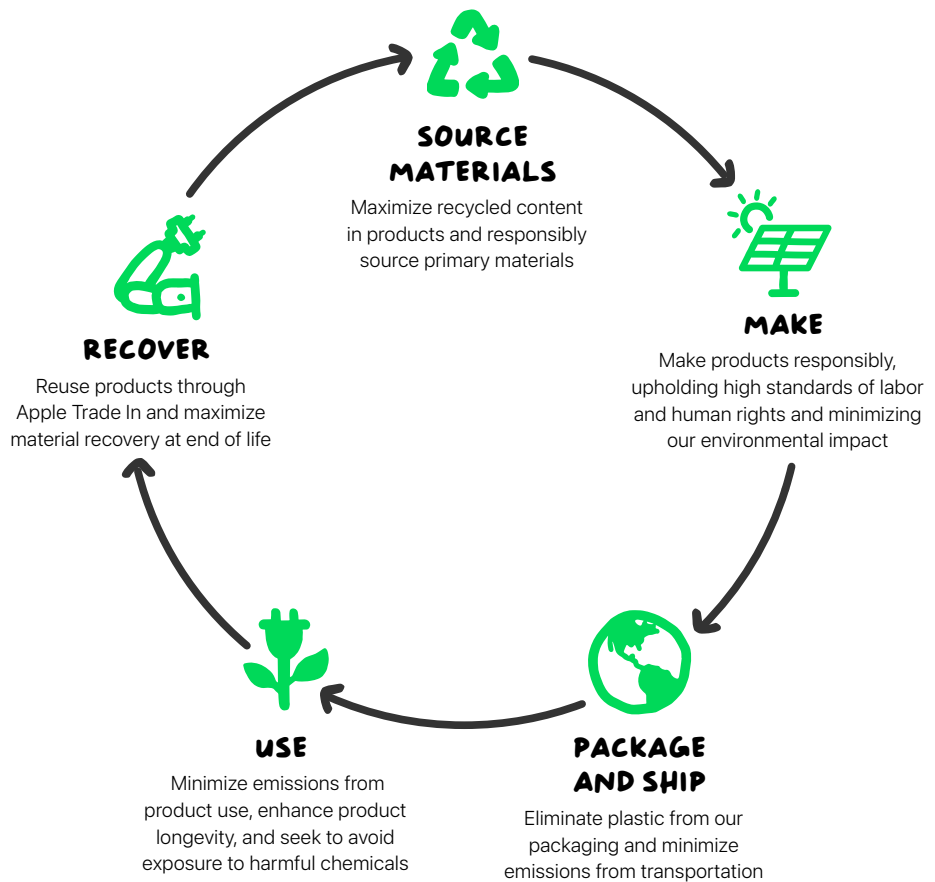 SOURCE
MATERIALS
Maximize recycled content
in products and responsibly
source primary materials
MAKE
Make products responsibly,
upholding high standards of labor
and human rights and minimizing
our environmental impact
PACKAGE
AND SHIP
Eliminate plastic from our
packaging and minimize
emissions from transportation
USE
Minimize emissions from
product use, enhance product
longevity, and seek to avoid
exposure to harmful chemicals
RECOVER
Reuse products through
Apple Trade In and maximize
material recovery at end of life